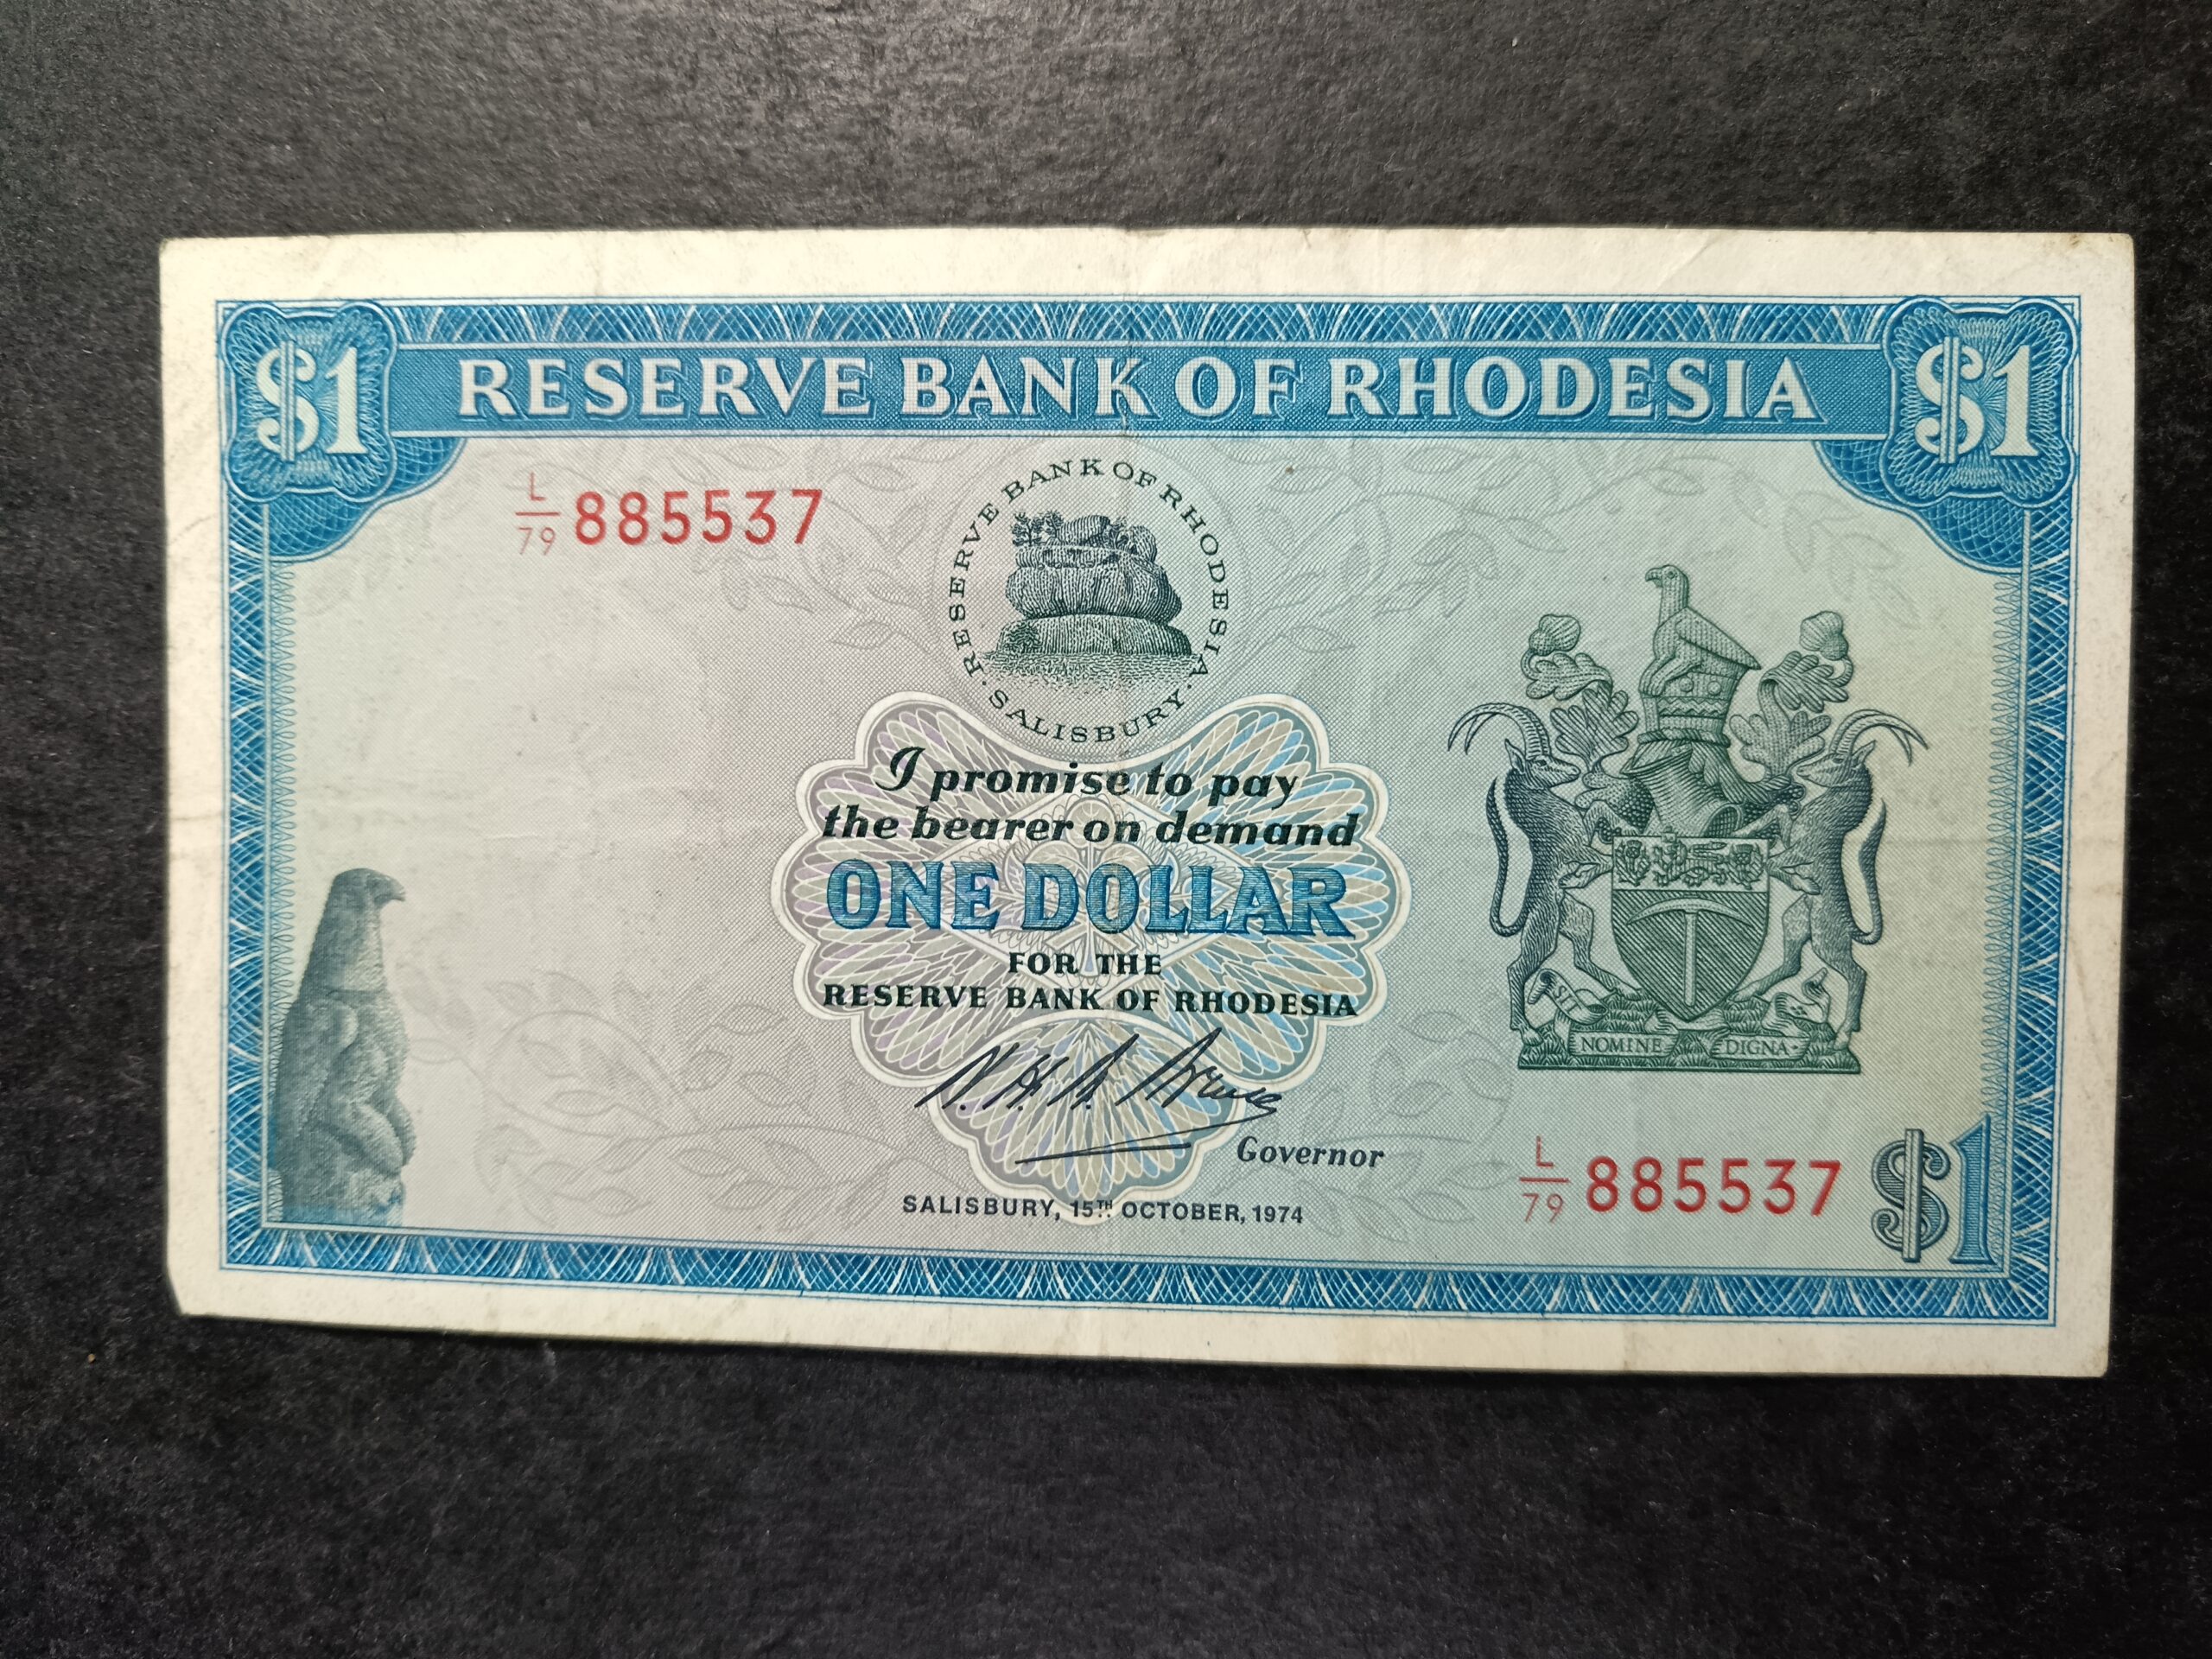 $1 RESERVE BANK OF RHODESIA $1
L/79 885537
RESERVE BANK OF RHODESIA
· SALISBURY ·
I promise to pay
the bearer on demand
ONE DOLLAR
FOR THE
RESERVE BANK OF RHODESIA
SIT
NOMINE DIGNA
Governor
L/79 885537 $1
SALISBURY, 15TH OCTOBER, 1974